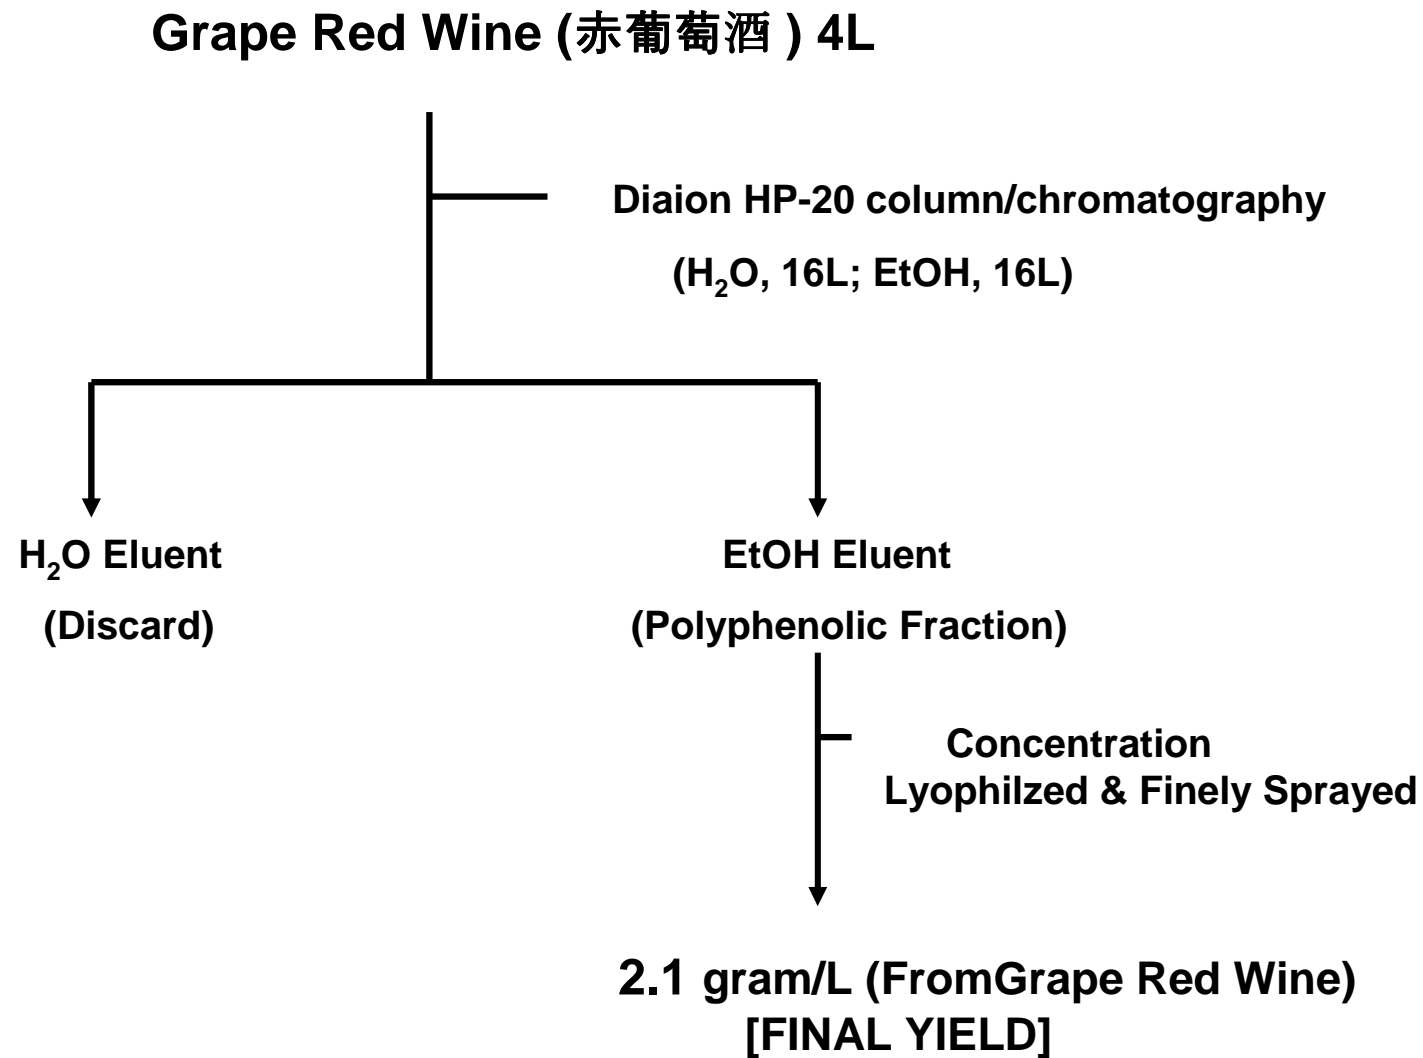 Grape Red Wine (赤葡萄酒 ) 4L
Diaion HP-20 column/chromatography
(H₂O, 16L; EtOH, 16L)
H₂O Eluent
(Discard)
EtOH Eluent
(Polyphenolic Fraction)
Concentration
Lyophilzed & Finely Sprayed
2.1 gram/L (FromGrape Red Wine)
[FINAL YIELD]